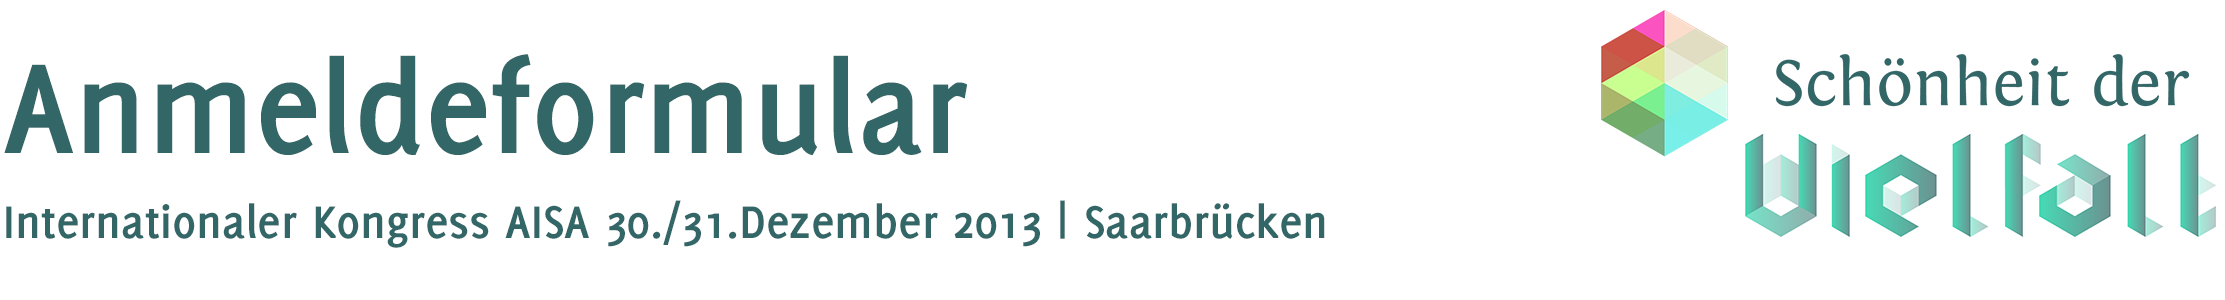 Anmeldeformular
Internationaler Kongress AISA 30./31.Dezember 2013 | Saarbrücken
Schönheit der
Vielfalt